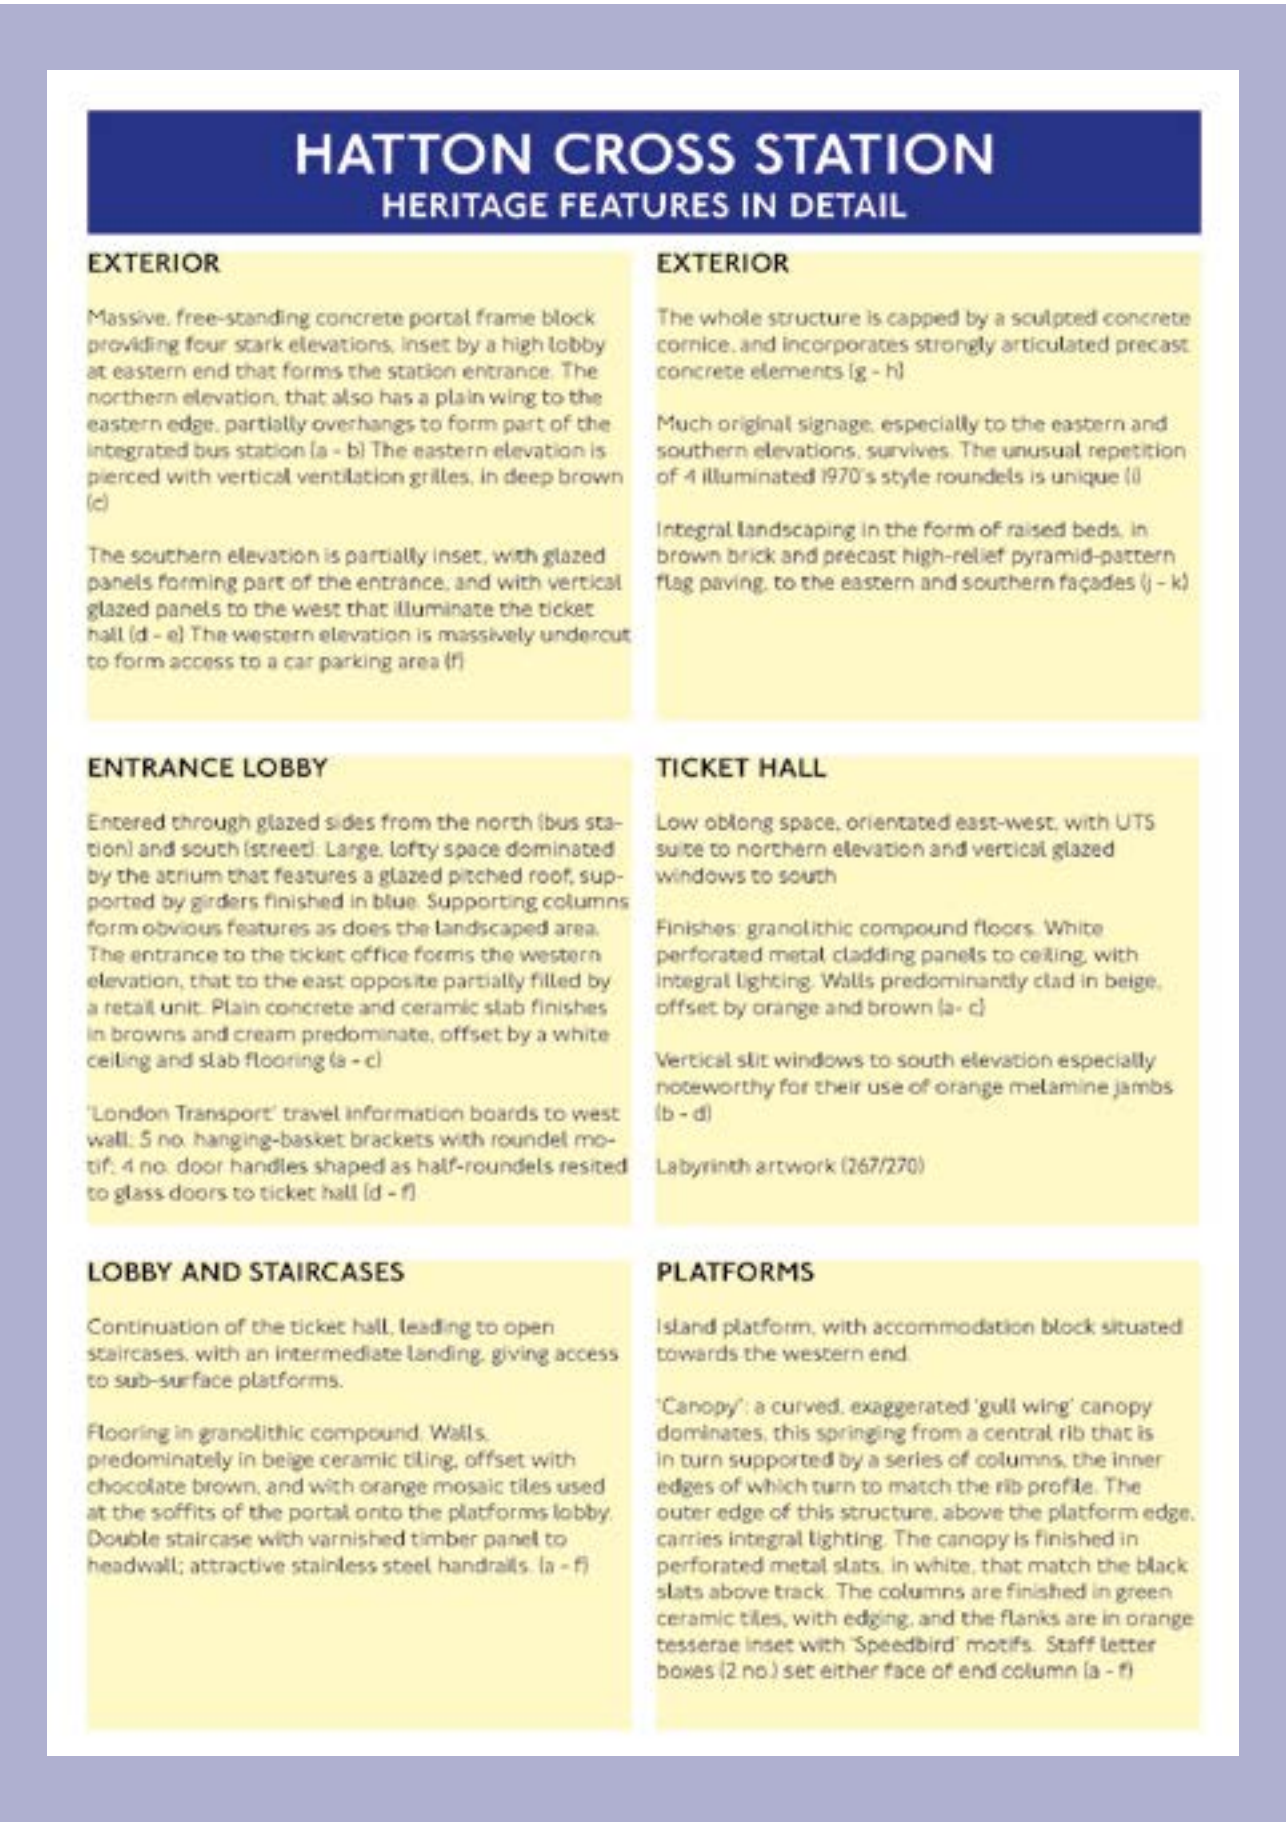 HATTON CROSS STATION
HERITAGE FEATURES IN DETAIL
EXTERIOR
Massive, free-standing concrete portal frame block
providing four stark elevations, inset by a high lobby
at eastern end that forms the station entrance. The
northern elevation, that also has a plain wing to the
eastern edge, partially overhangs to form part of the
integrated bus station (a - b) The eastern elevation is
pierced with vertical ventilation grilles, in deep brown
(c)
The southern elevation is partially inset, with glazed
panels forming part of the entrance, and with vertical
glazed panels to the west that illuminate the ticket
hall (d - e) The western elevation is massively undercut
to form access to a car parking area (f)
EXTERIOR
The whole structure is capped by a sculpted concrete
cornice, and incorporates strongly articulated precast
concrete elements (g - h)
Much original signage, especially to the eastern and
southern elevations, survives. The unusual repetition
of 4 illuminated 1970's style roundels is unique (i)
Integral landscaping in the form of raised beds, in
brown brick and precast high-relief pyramid-pattern
flag paving, to the eastern and southern façades (j - k)
ENTRANCE LOBBY
Entered through glazed sides from the north (bus sta-
tion) and south (street). Large, lofty space dominated
by the atrium that features a glazed pitched roof, sup-
ported by girders finished in blue. Supporting columns
form obvious features as does the landscaped area.
The entrance to the ticket office forms the western
elevation, that to the east opposite partially filled by
a retail unit. Plain concrete and ceramic slab finishes
in browns and cream predominate, offset by a white
ceiling and slab flooring (a - c)
'London Transport' travel information boards to west
wall; 5 no. hanging-basket brackets with roundel mo-
tif; 4 no. door handles shaped as half-roundels resited
to glass doors to ticket hall (d - f)
TICKET HALL
Low oblong space, orientated east-west, with UTS
suite to northern elevation and vertical glazed
windows to south
Finishes: granolithic compound floors. White
perforated metal cladding panels to ceiling, with
integral lighting. Walls predominantly clad in beige,
offset by orange and brown (a- c)
Vertical slit windows to south elevation especially
noteworthy for their use of orange melamine jambs
(b - d)
Labyrinth artwork (267/270)
LOBBY AND STAIRCASES
Continuation of the ticket hall, leading to open
staircases, with an intermediate landing, giving access
to sub-surface platforms.
Flooring in granolithic compound. Walls,
predominately in beige ceramic tiling, offset with
chocolate brown, and with orange mosaic tiles used
at the soffits of the portal onto the platforms lobby.
Double staircase with varnished timber panel to
headwall; attractive stainless steel handrails. (a - f)
PLATFORMS
Island platform, with accommodation block situated
towards the western end.
'Canopy': a curved, exaggerated 'gull wing' canopy
dominates, this springing from a central rib that is
in turn supported by a series of columns, the inner
edges of which turn to match the rib profile. The
outer edge of this structure, above the platform edge,
carries integral lighting. The canopy is finished in
perforated metal slats, in white, that match the black
slats above track. The columns are finished in green
ceramic tiles, with edging, and the flanks are in orange
tesserae inset with 'Speedbird' motifs. Staff letter
boxes (2 no.) set either face of end column (a - f)